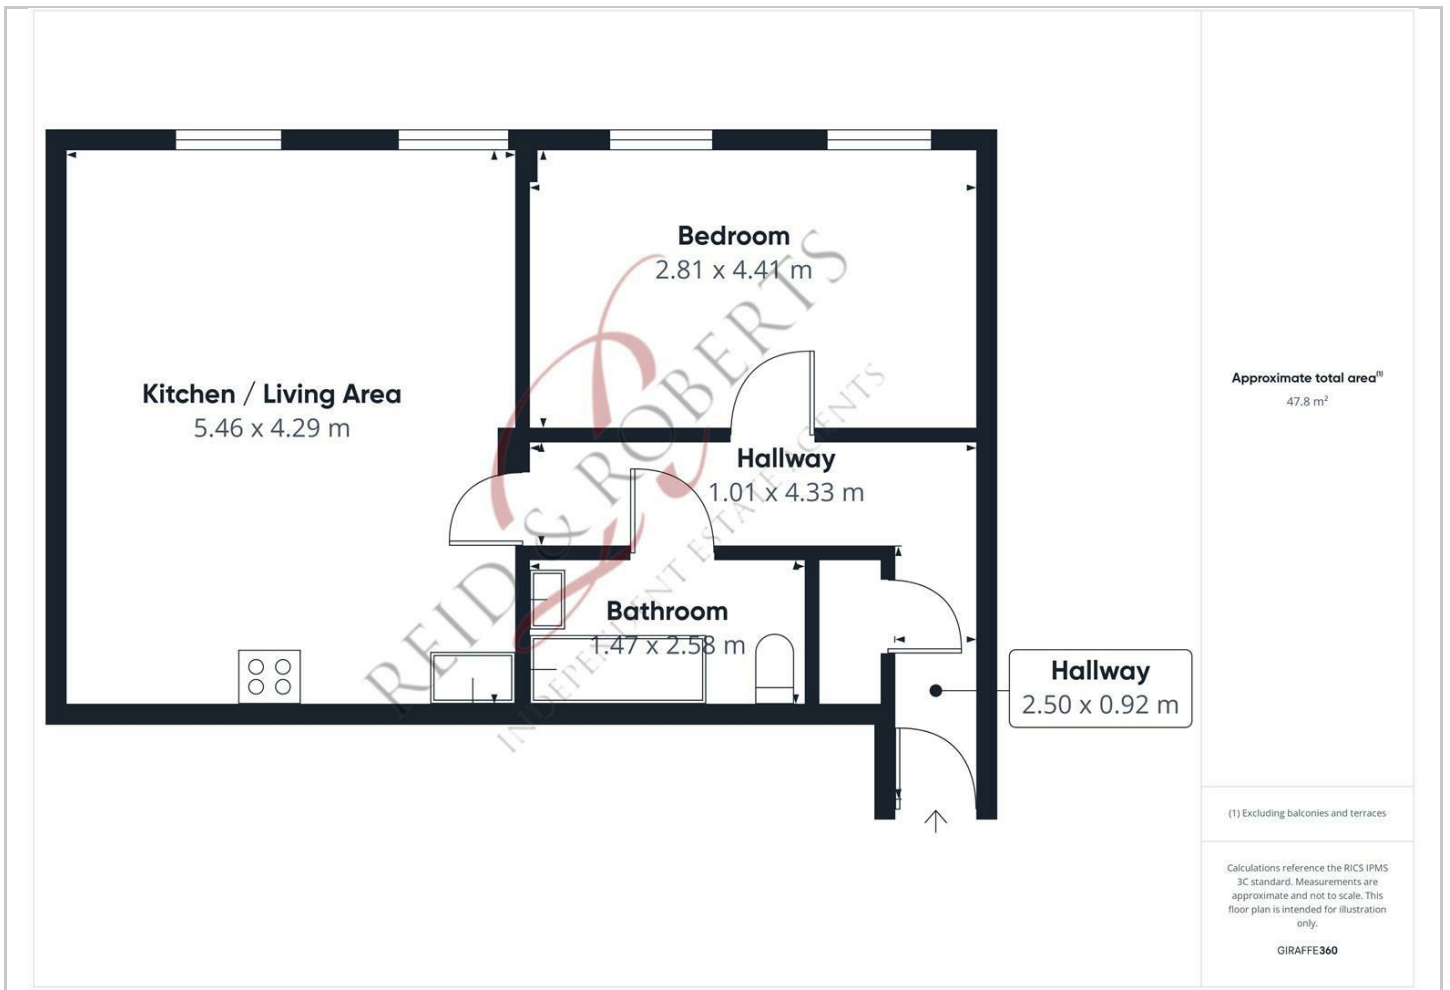 Bedroom
2.81 x 4.41 m
Kitchen / Living Area
5.46 x 4.29 m
Hallway
1.01 x 4.33 m
Bathroom
1.47 x 2.58 m
Hallway
2.50 x 0.92 m
REID & ROBERTS
INDEPENDENT ESTATE AGENTS
Approximate total area(1)
47.8 m²
(1) Excluding balconies and terraces
Calculations reference the RICS IPMS
3C standard. Measurements are
approximate and not to scale. This
floor plan is intended for illustration
only.
GIRAFFE360